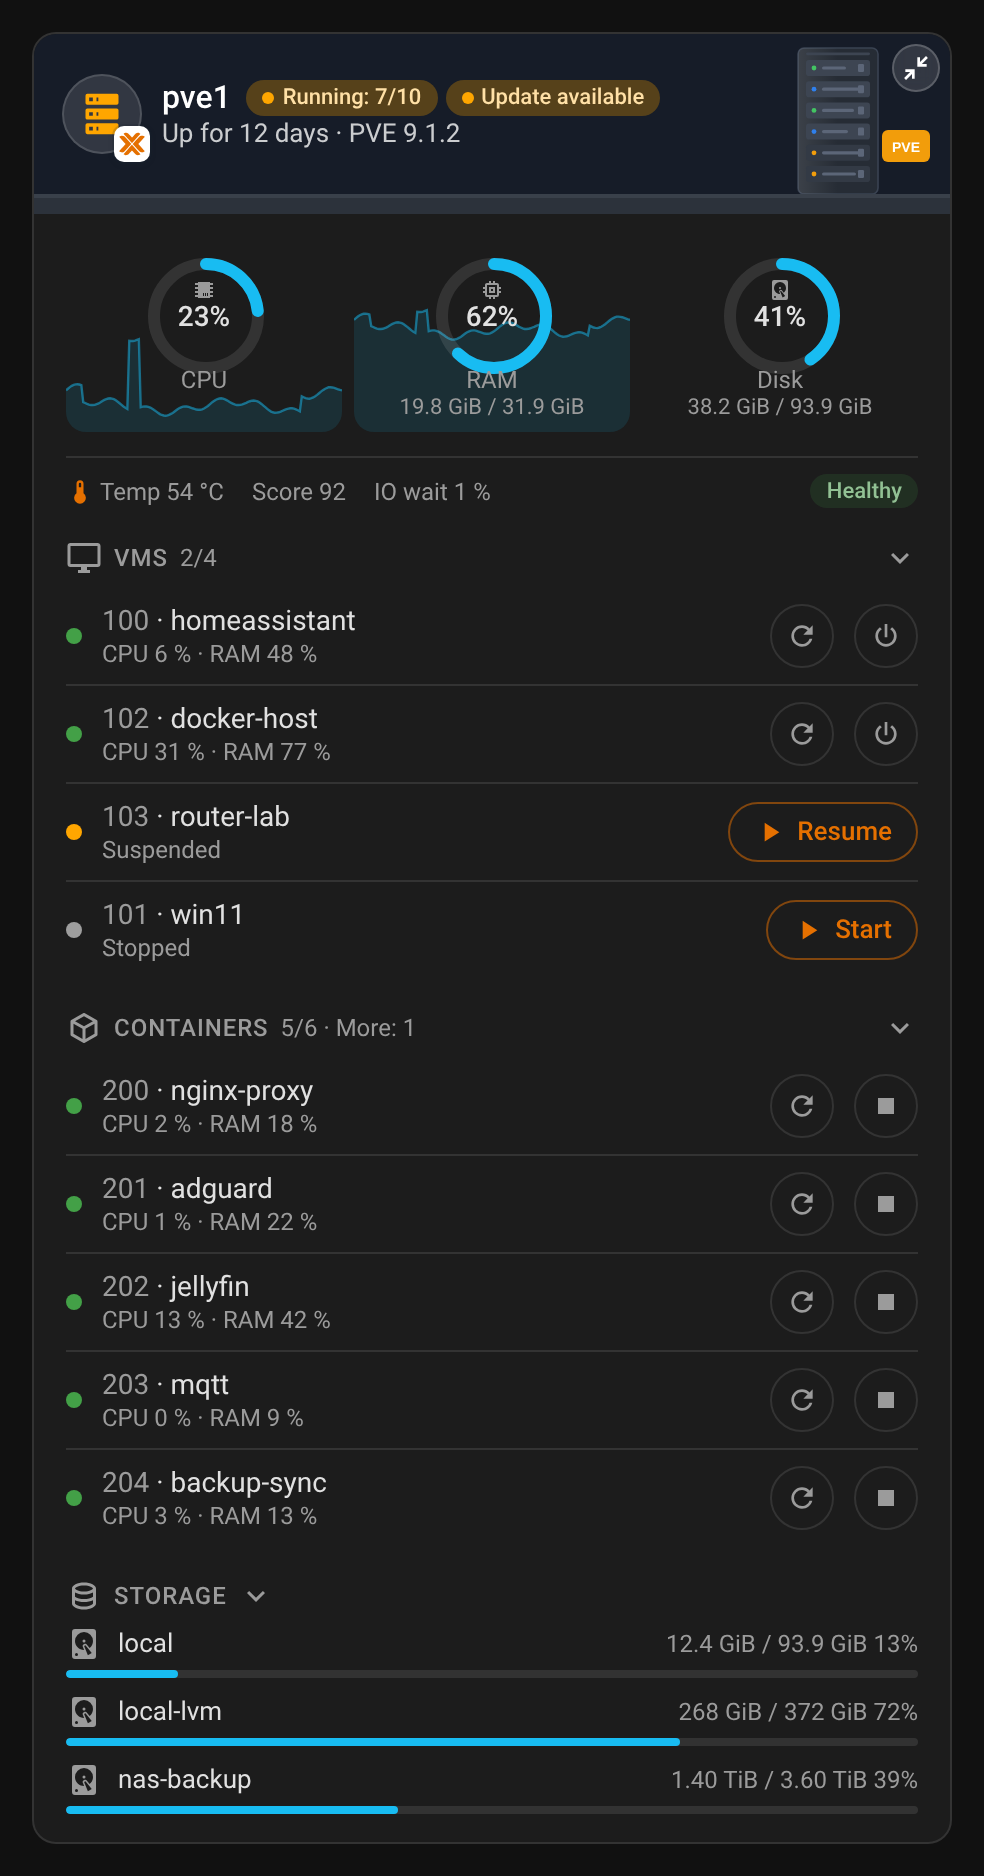 pve1 Running: 7/10 Update available
Up for 12 days · PVE 9.1.2
PVE
23%
CPU
62%
RAM
19.8 GiB / 31.9 GiB
41%
Disk
38.2 GiB / 93.9 GiB
Temp 54 °C Score 92 IO wait 1 % Healthy
VMS 2/4
100 · homeassistant
CPU 6 % · RAM 48 %
102 · docker-host
CPU 31 % · RAM 77 %
103 · router-lab
Suspended
Resume
101 · win11
Stopped
Start
CONTAINERS 5/6 · More: 1
200 · nginx-proxy
CPU 2 % · RAM 18 %
201 · adguard
CPU 1 % · RAM 22 %
202 · jellyfin
CPU 13 % · RAM 42 %
203 · mqtt
CPU 0 % · RAM 9 %
204 · backup-sync
CPU 3 % · RAM 13 %
STORAGE
local 12.4 GiB / 93.9 GiB 13%
local-lvm 268 GiB / 372 GiB 72%
nas-backup 1.40 TiB / 3.60 TiB 39%